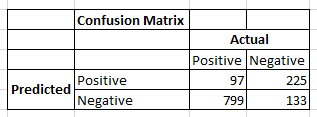 Confusion Matrix
Actual
Positive Negative
Predicted Positive 97 225
Negative 799 133